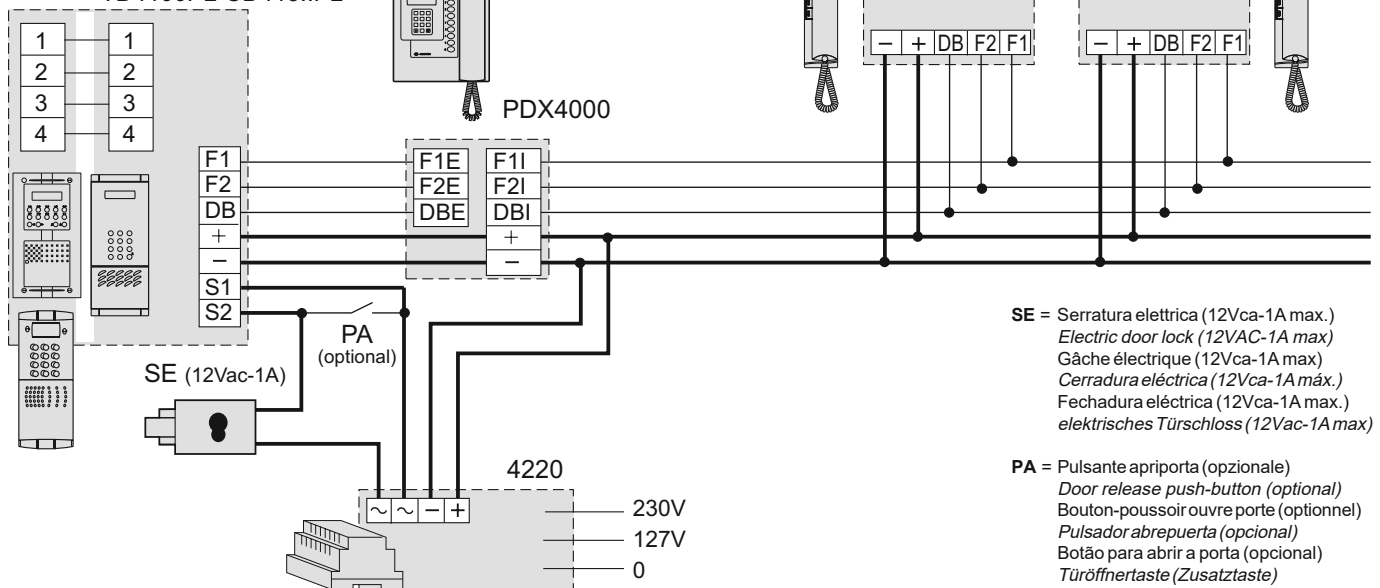 1 1
2 2
3 3
4 4
F1
F2
DB
+
−
S1
S2
PDX4000
F1E F1I
F2E F2I
DBE DBI
+
−
− + DB F2 F1
− + DB F2 F1
PA
(optional)
SE (12Vac-1A)
4220
~ ~ − +
230V
127V
0
SE = Serratura elettrica (12Vca-1A max.)
Electric door lock (12VAC-1A max)
Gâche électrique (12Vca-1A max)
Cerradura eléctrica (12Vca-1A máx.)
Fechadura eléctrica (12Vca-1A max.)
elektrisches Türschloss (12Vac-1A max)
PA = Pulsante apriporta (opzionale)
Door release push-button (optional)
Bouton-poussoir ouvre porte (optionnel)
Pulsador abrepuerta (opcional)
Botão para abrir a porta (opcional)
Türöffnertaste (Zusatztaste)